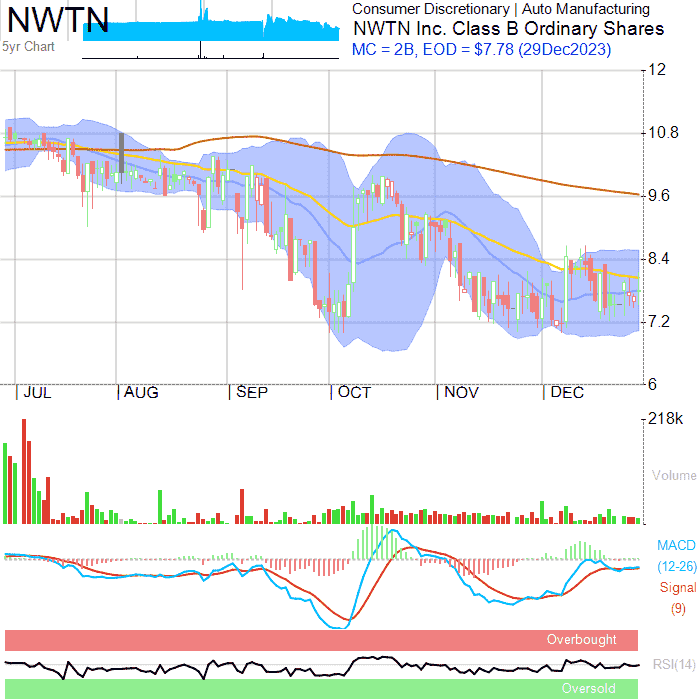 NWTN
5yr Chart
Consumer Discretionary | Auto Manufacturing
NWTN Inc. Class B Ordinary Shares
MC = 2B, EOD = $7.78 (29Dec2023)
12
10.8
9.6
8.4
7.2
6
JUL
AUG
SEP
OCT
NOV
DEC
218k
Volume
MACD
(12-26)
Signal
(9)
Overbought
RSI(14)
Oversold